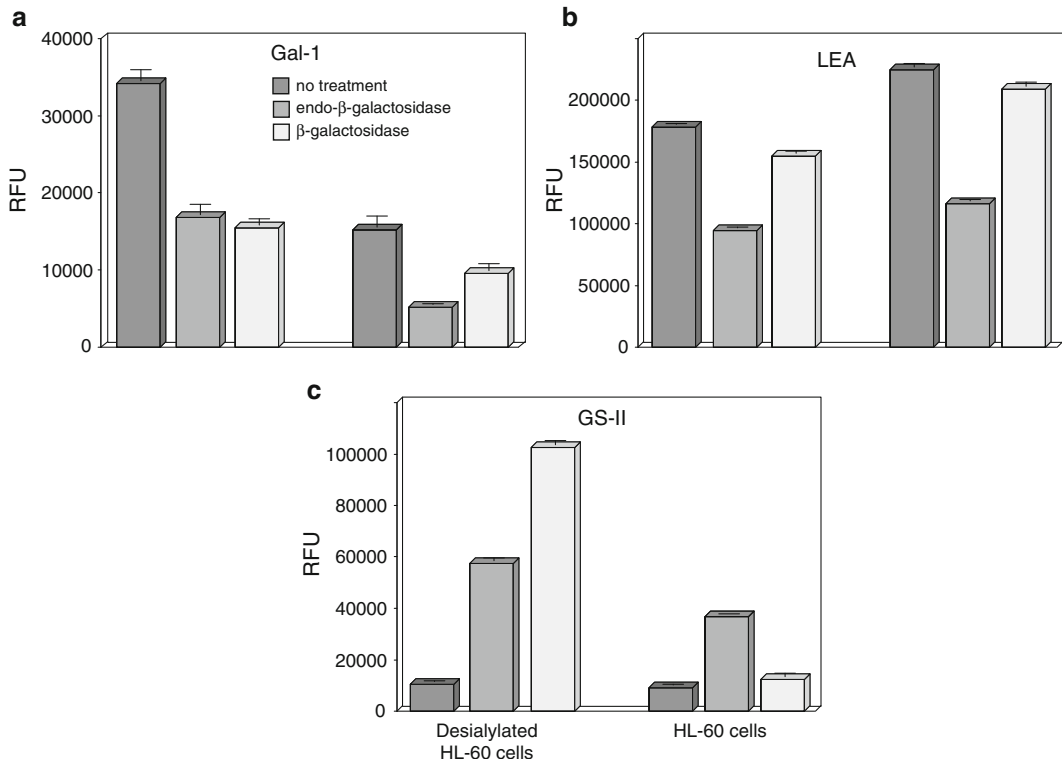 a
Gal-1
no treatment
endo-β-galactosidase
β-galactosidase
RFU
40000
30000
20000
10000
0
b
LEA
RFU
200000
150000
100000
50000
0
c
GS-II
RFU
100000
80000
60000
40000
20000
0
Desialylated
HL-60 cells
HL-60 cells